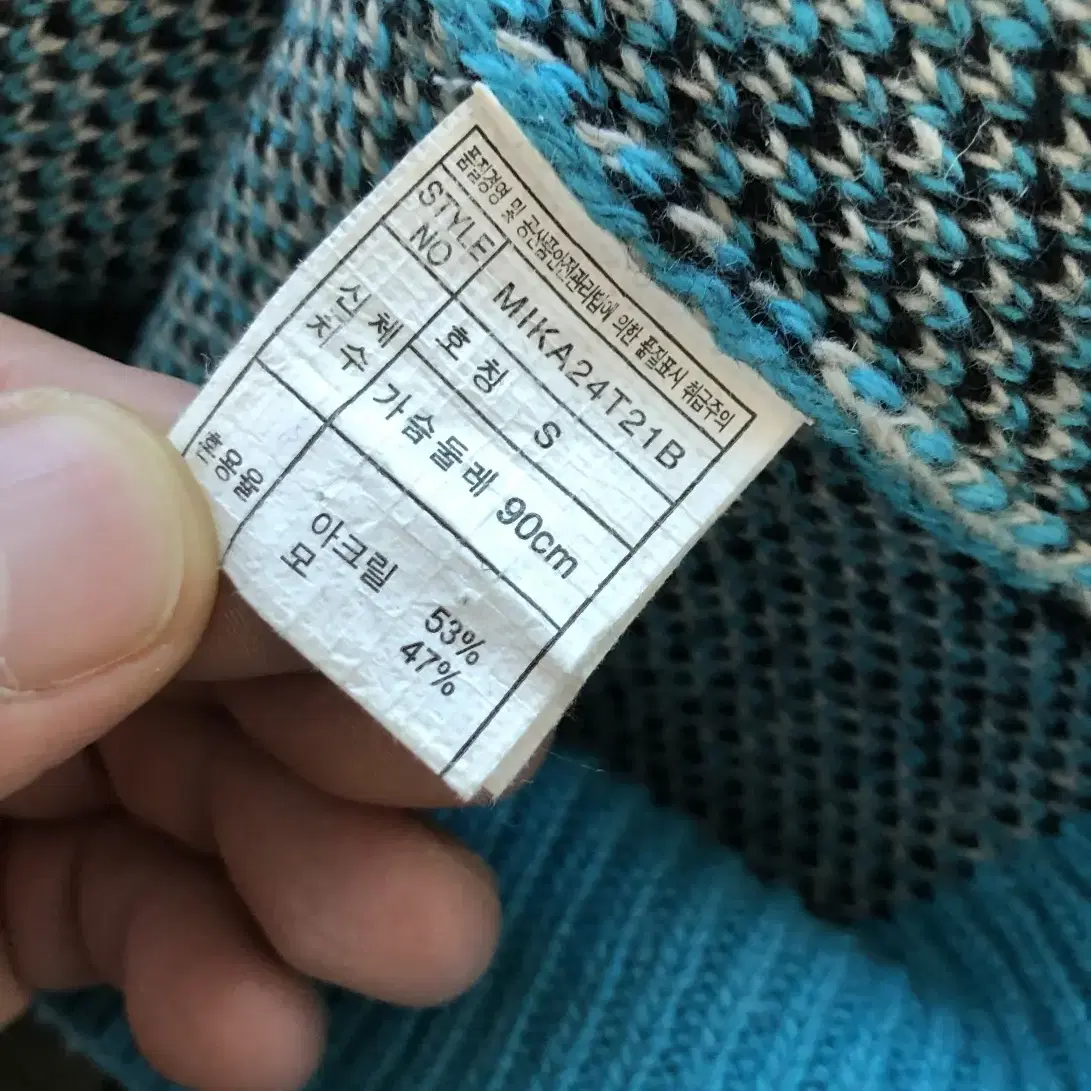 품질경영 및 공산품안전관리법에 의한 품질표시 취급주의
STYLE NO MIKA24T21B
신체 치수 호칭 S
가슴둘레 90cm
혼용율 아크릴 53%
모 47%